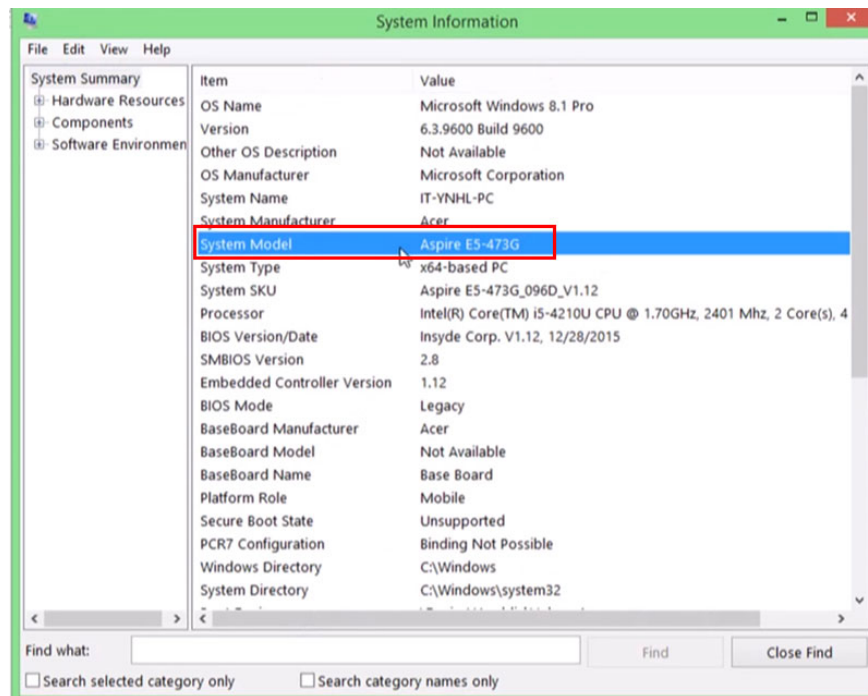 System Information
File Edit View Help
System Summary
Hardware Resources
Components
Software Environmen
Item Value
OS Name Microsoft Windows 8.1 Pro
Version 6.3.9600 Build 9600
Other OS Description Not Available
OS Manufacturer Microsoft Corporation
System Name IT-YNHL-PC
System Manufacturer Acer
System Model Aspire E5-473G
System Type x64-based PC
System SKU Aspire E5-473G_096D_V1.12
Processor Intel(R) Core(TM) i5-4210U CPU @ 1.70GHz, 2401 Mhz, 2 Core(s), 4
BIOS Version/Date Insyde Corp. V1.12, 12/28/2015
SMBIOS Version 2.8
Embedded Controller Version 1.12
BIOS Mode Legacy
BaseBoard Manufacturer Acer
BaseBoard Model Not Available
BaseBoard Name Base Board
Platform Role Mobile
Secure Boot State Unsupported
PCR7 Configuration Binding Not Possible
Windows Directory C:\Windows
System Directory C:\Windows\system32
Find what: Find Close Find
Search selected category only Search category names only